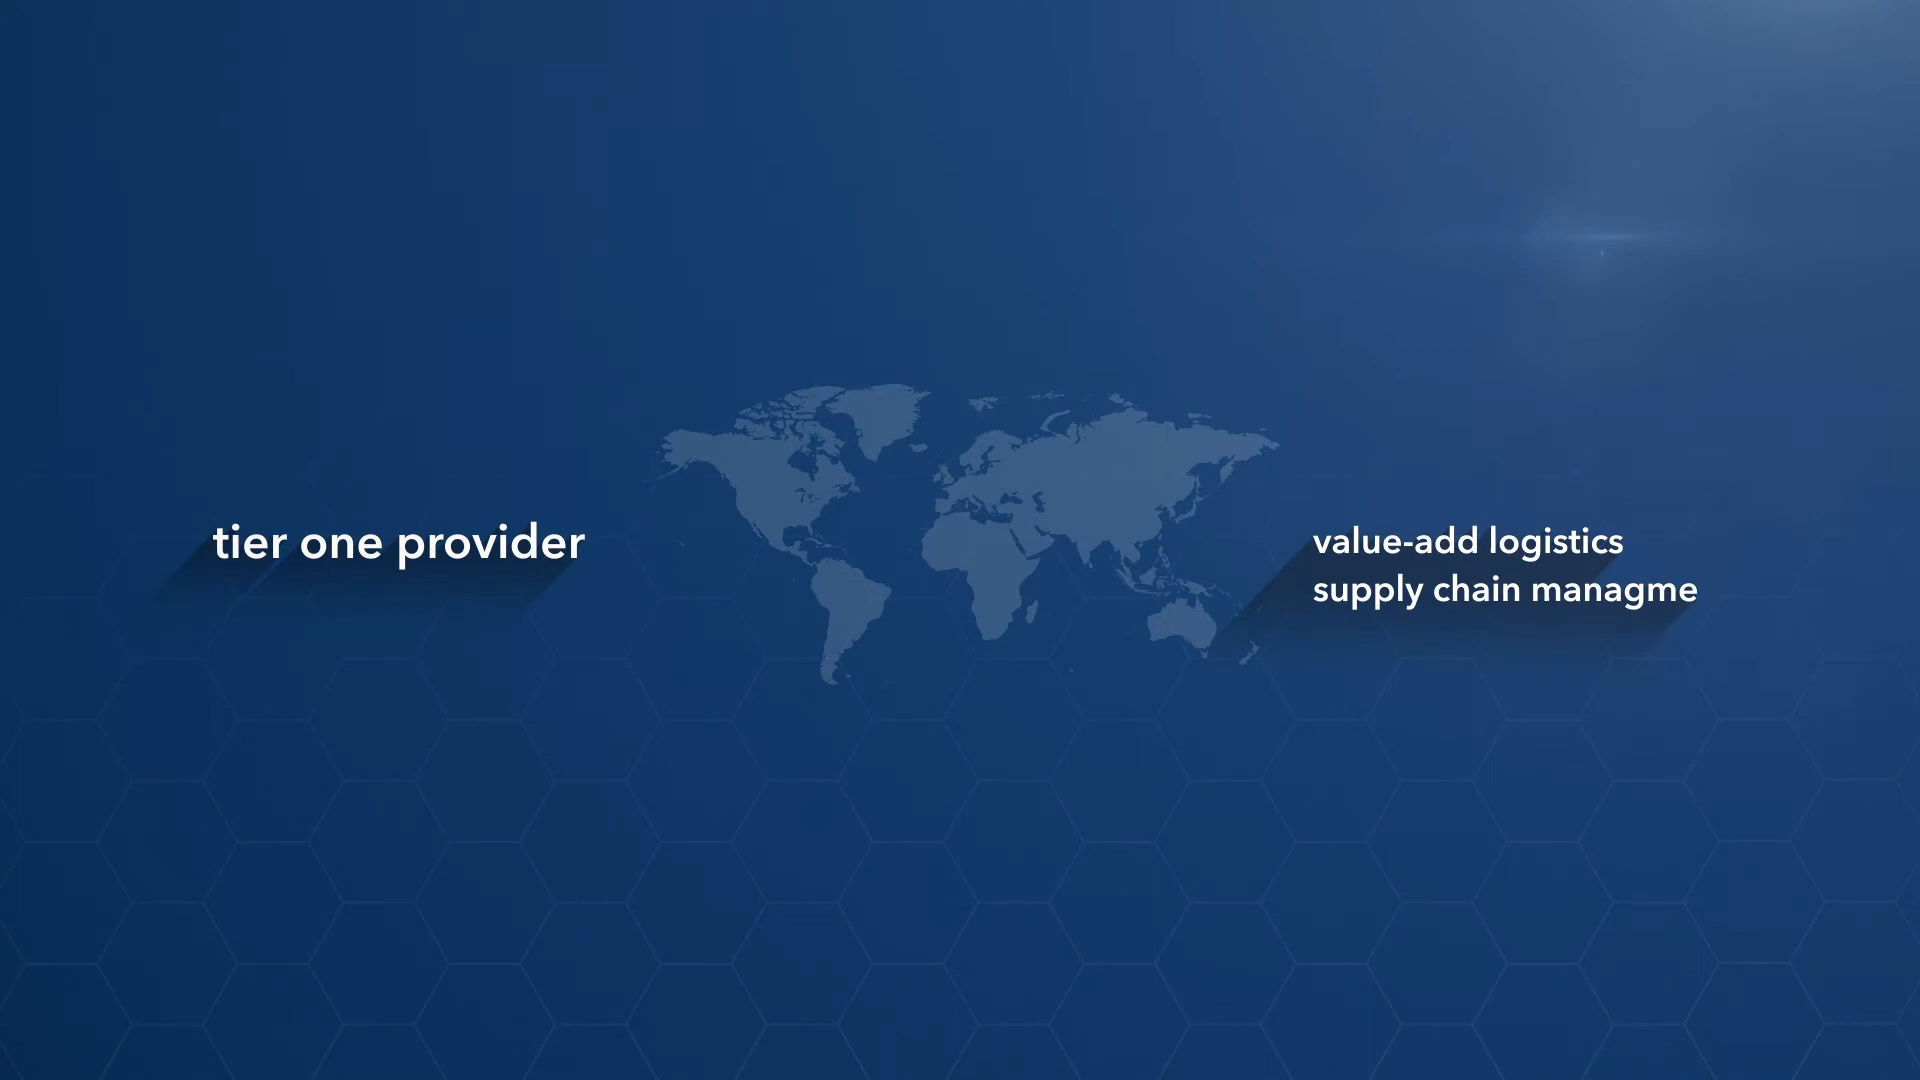 tier one provider
value-add logistics
supply chain managme